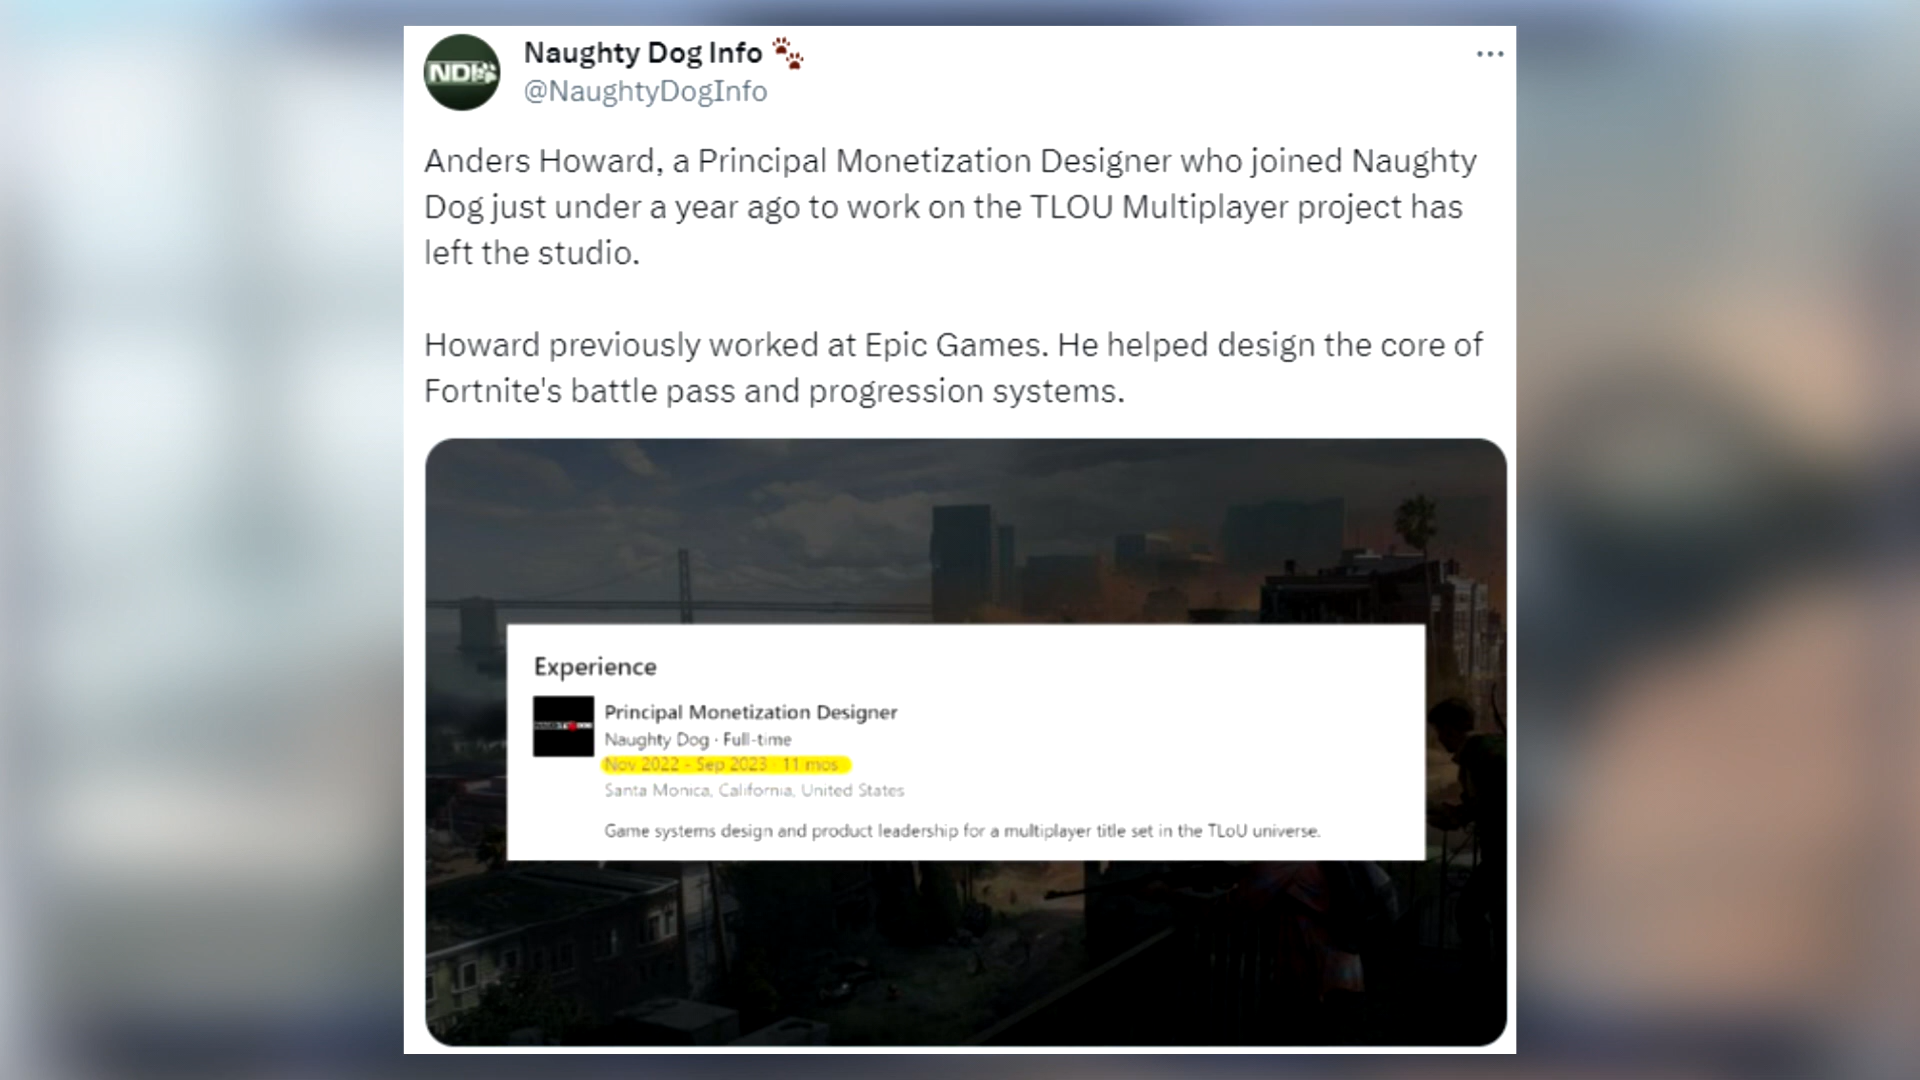 NDI
Naughty Dog Info
@NaughtyDogInfo
Anders Howard, a Principal Monetization Designer who joined Naughty
Dog just under a year ago to work on the TLOU Multiplayer project has
left the studio.
Howard previously worked at Epic Games. He helped design the core of
Fortnite's battle pass and progression systems.
Experience
NAUGHTY DOG
Principal Monetization Designer
Naughty Dog · Full-time
Nov 2022 - Sep 2023 · 11 mos
Santa Monica, California, United States
Game systems design and product leadership for a multiplayer title set in the TLoU universe.